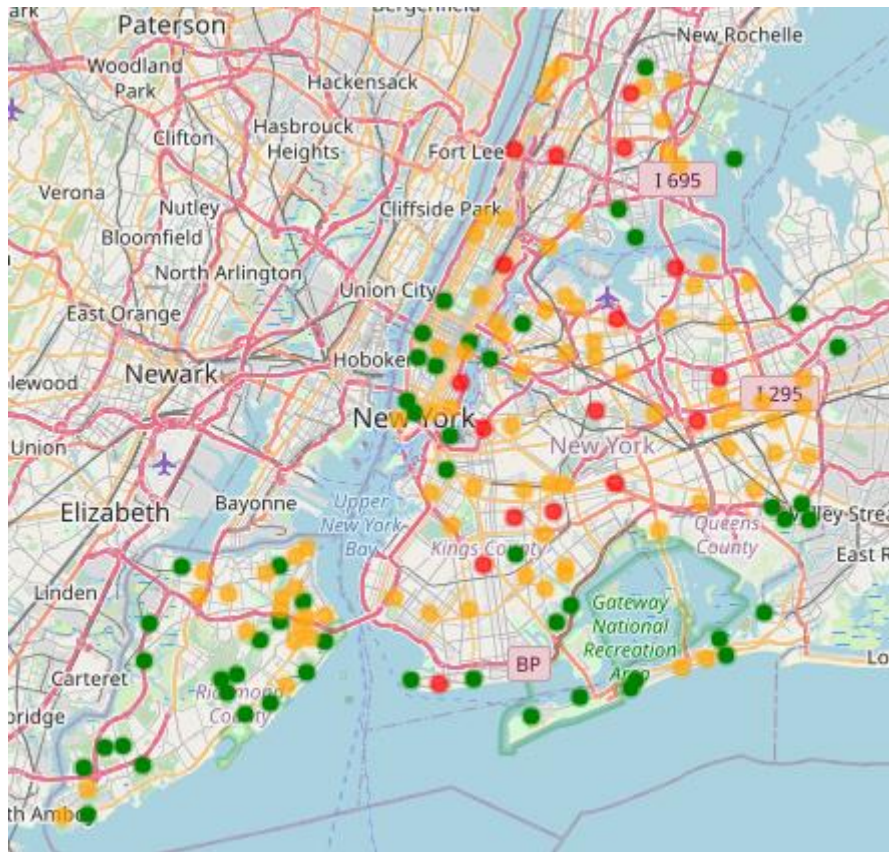 Paterson
New Rochelle
Woodland
Park
Hackensack
Clifton
Hasbrouck
Heights
Fort Lee
I 695
Verona
Nutley
Cliffside Park
Bloomfield
North Arlington
Union City
East Orange
Hoboken
Newark
I 295
New York
Union
New York
Bayonne
Elizabeth
Upper
New York
Bay
Kings County
Queens
County
Valley Stre
East R
Linden
Gateway
National
Recreation
Area
BP
Carteret
Richmond
County
Lo